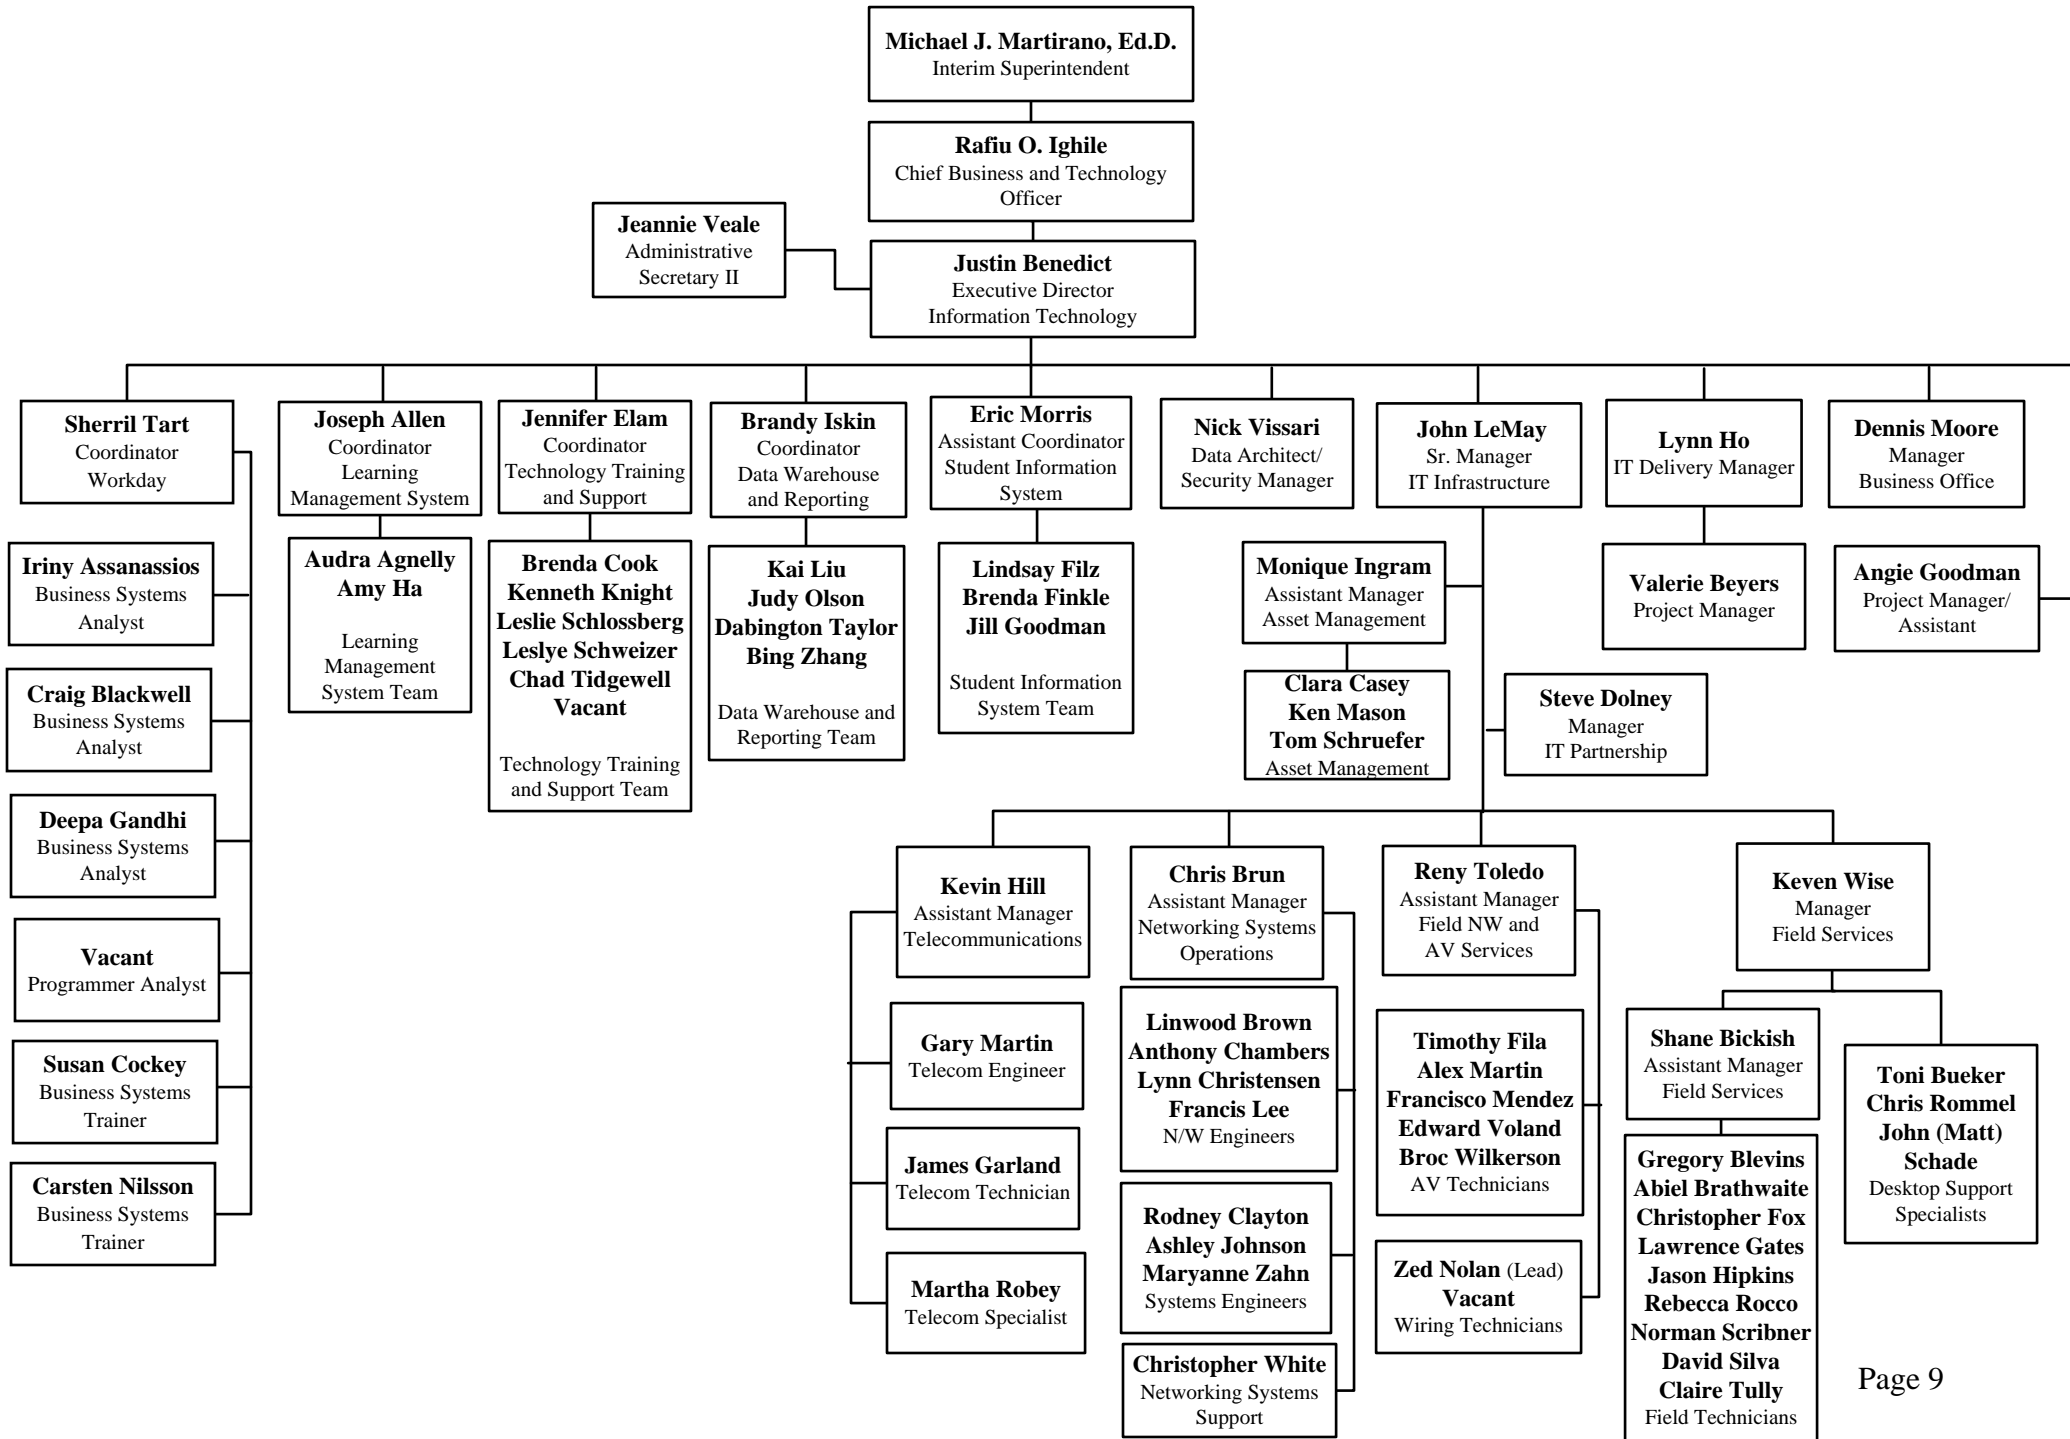 Michael J. Martirano, Ed.D.
Interim Superintendent
Rafiu O. Ighile
Chief Business and Technology
Officer
Jeannie Veale
Administrative
Secretary II
Justin Benedict
Executive Director
Information Technology
Sherril Tart
Coordinator
Workday
Joseph Allen
Coordinator
Learning
Management System
Jennifer Elam
Coordinator
Technology Training
and Support
Brandy Iskin
Coordinator
Data Warehouse
and Reporting
Eric Morris
Assistant Coordinator
Student Information
System
Nick Vissari
Data Architect/
Security Manager
John LeMay
Sr. Manager
IT Infrastructure
Lynn Ho
IT Delivery Manager
Dennis Moore
Manager
Business Office
Iriny Assanassios
Business Systems
Analyst
Craig Blackwell
Business Systems
Analyst
Deepa Gandhi
Business Systems
Analyst
Vacant
Programmer Analyst
Susan Cockey
Business Systems
Trainer
Carsten Nilsson
Business Systems
Trainer
Audra Agnelly
Amy Ha
Learning
Management
System Team
Brenda Cook
Kenneth Knight
Leslie Schlossberg
Leslye Schweizer
Chad Tidgewell
Vacant
Technology Training
and Support Team
Kai Liu
Judy Olson
Dabington Taylor
Bing Zhang
Data Warehouse and
Reporting Team
Lindsay Filz
Brenda Finkle
Jill Goodman
Student Information
System Team
Monique Ingram
Assistant Manager
Asset Management
Clara Casey
Ken Mason
Tom Schruefer
Asset Management
Steve Dolney
Manager
IT Partnership
Valerie Beyers
Project Manager
Angie Goodman
Project Manager/
Assistant
Kevin Hill
Assistant Manager
Telecommunications
Gary Martin
Telecom Engineer
James Garland
Telecom Technician
Martha Robey
Telecom Specialist
Chris Brun
Assistant Manager
Networking Systems
Operations
Linwood Brown
Anthony Chambers
Lynn Christensen
Francis Lee
N/W Engineers
Rodney Clayton
Ashley Johnson
Maryanne Zahn
Systems Engineers
Christopher White
Networking Systems
Support
Reny Toledo
Assistant Manager
Field NW and
AV Services
Timothy Fila
Alex Martin
Francisco Mendez
Edward Voland
Broc Wilkerson
AV Technicians
Zed Nolan (Lead)
Vacant
Wiring Technicians
Keven Wise
Manager
Field Services
Shane Bickish
Assistant Manager
Field Services
Gregory Blevins
Abiel Brathwaite
Christopher Fox
Lawrence Gates
Jason Hipkins
Rebecca Rocco
Norman Scribner
David Silva
Claire Tully
Field Technicians
Toni Bueker
Chris Rommel
John (Matt)
Schade
Desktop Support
Specialists
Page 9